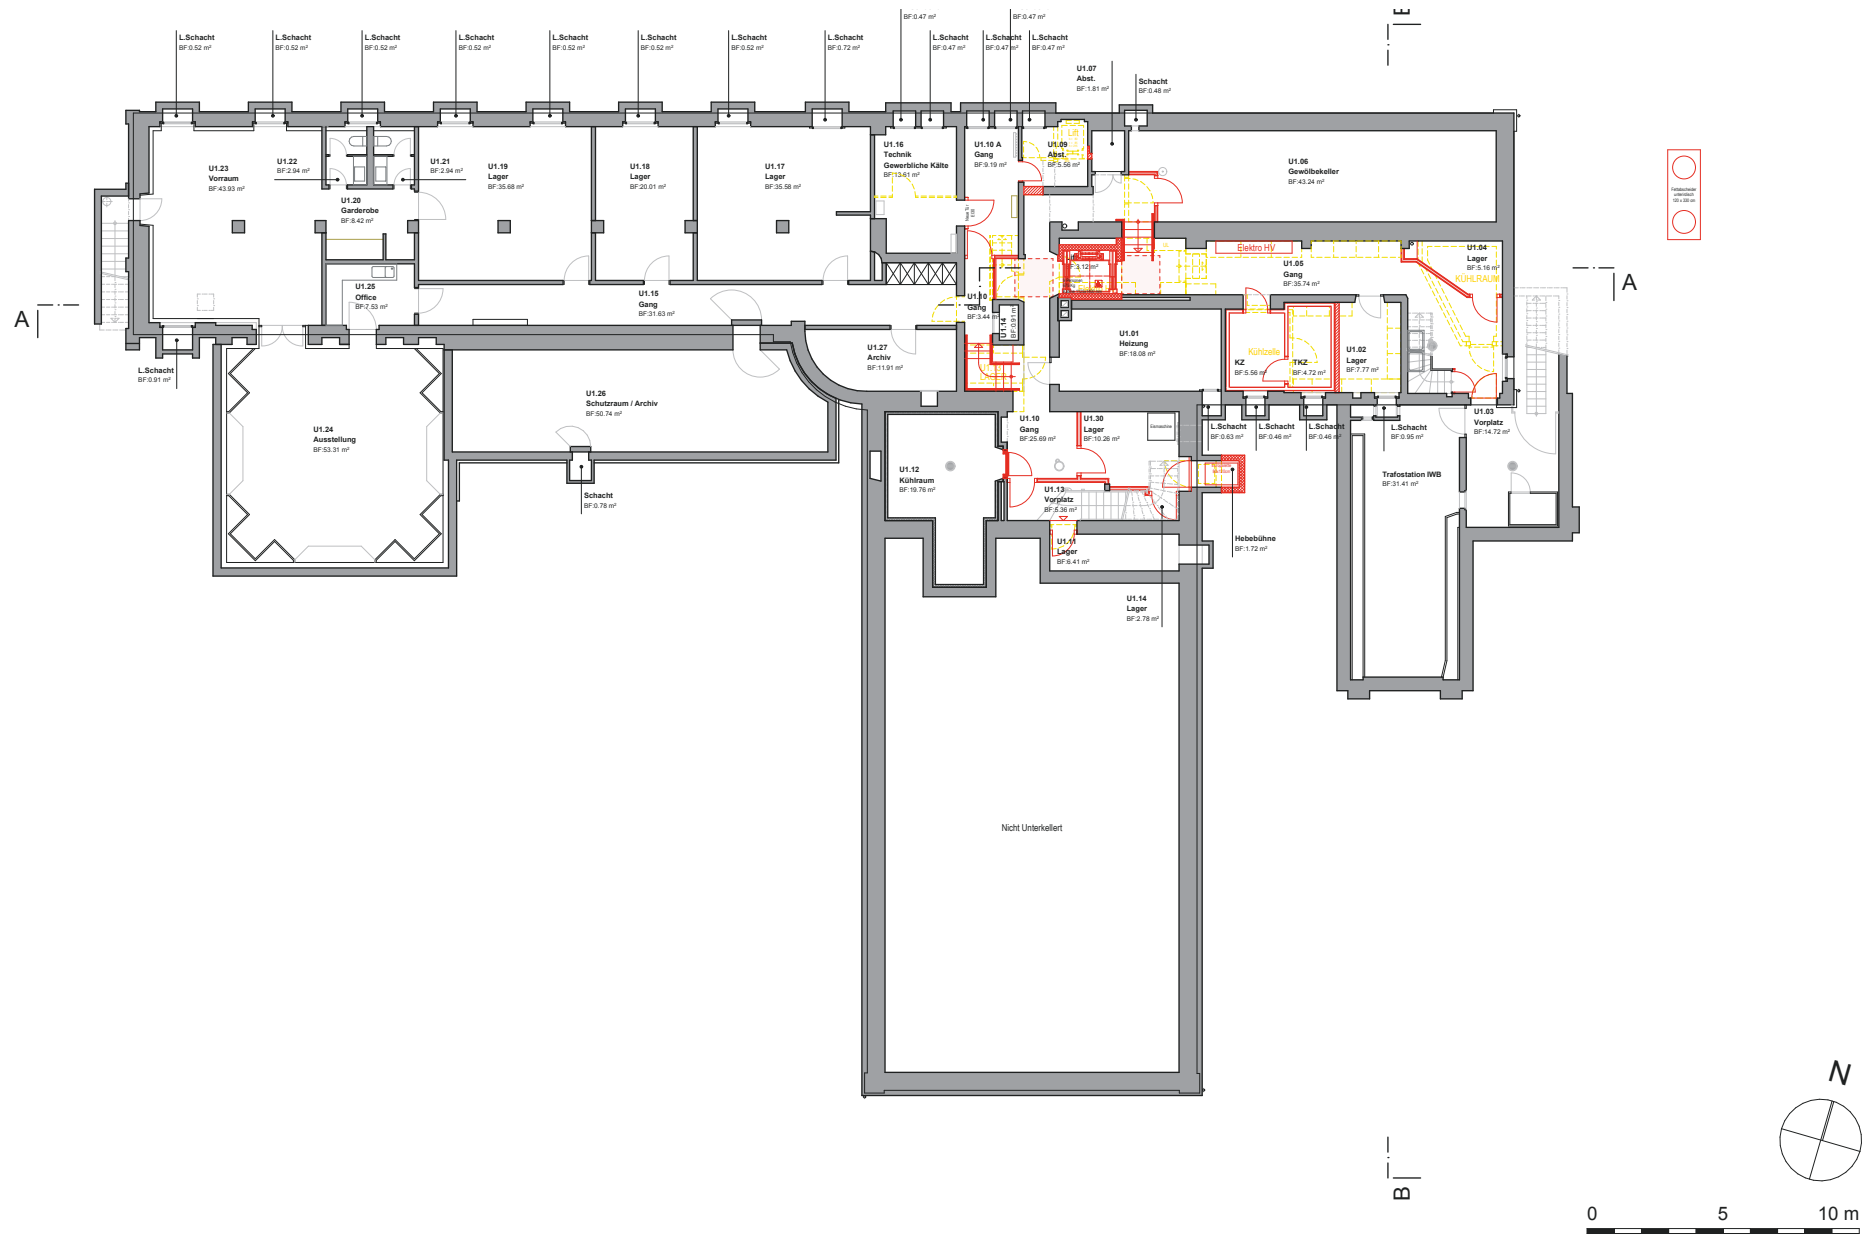 BF:0.47 m²
BF:0.47 m²
B
L.Schacht
BF:0.52 m²
L.Schacht
BF:0.52 m²
L.Schacht
BF:0.52 m²
L.Schacht
BF:0.52 m²
L.Schacht
BF:0.52 m²
L.Schacht
BF:0.52 m²
L.Schacht
BF:0.52 m²
L.Schacht
BF:0.72 m²
L.Schacht
BF:0.47 m²
L.Schacht
BF:0.47 m²
L.Schacht
BF:0.47 m²
U1.07
Abst.
BF:1.81 m²
Schacht
BF:0.48 m²
U1.23
Vorraum
BF:43.93 m²
U1.22
BF:2.94 m²
U1.21
BF:2.94 m²
U1.20
Garderobe
BF:8.42 m²
U1.19
Lager
BF:35.68 m²
U1.18
Lager
BF:20.01 m²
U1.17
Lager
BF:35.58 m²
U1.16
Technik
Gewerbliche Kälte
BF:13.61 m²
U1.10 A
Gang
BF:9.19 m²
Lift
U1.09
Abst.
BF:5.56 m²
U1.06
Gewölbekeller
BF:43.24 m²
Fettabscheider
Elektro HV
U1.05
Gang
BF:35.74 m²
U1.04
Lager
BF:5.16 m²
KÜHLRAUM
A
A
U1.25
Office
BF:7.53 m²
U1.15
Gang
BF:31.63 m²
U1.10
Gang
BF:3.44 m²
U1.14
BF:0.91 m²
U1.01
Heizung
BF:18.08 m²
Kühlzelle
KZ
BF:5.56 m²
TKZ
BF:4.72 m²
U1.02
Lager
BF:7.77 m²
L.Schacht
BF:0.91 m²
U1.27
Archiv
BF:11.91 m²
U1.26
Schutzraum / Archiv
BF:50.74 m²
U1.24
Ausstellung
BF:53.31 m²
U1.10
Gang
BF:25.69 m²
U1.30
Lager
BF:10.26 m²
L.Schacht
BF:0.63 m²
L.Schacht
BF:0.46 m²
L.Schacht
BF:0.46 m²
L.Schacht
BF:0.95 m²
U1.03
Vorplatz
BF:14.72 m²
U1.12
Kühlraum
BF:19.76 m²
Trafostation IWB
BF:31.41 m²
Schacht
BF:0.78 m²
U1.13
Vorplatz
BF:5.36 m²
Hebebühne
BF:1.72 m²
U1.11
Lager
BF:6.41 m²
U1.14
Lager
BF:2.78 m²
Nicht Unterkellert
N
B
0 5 10 m